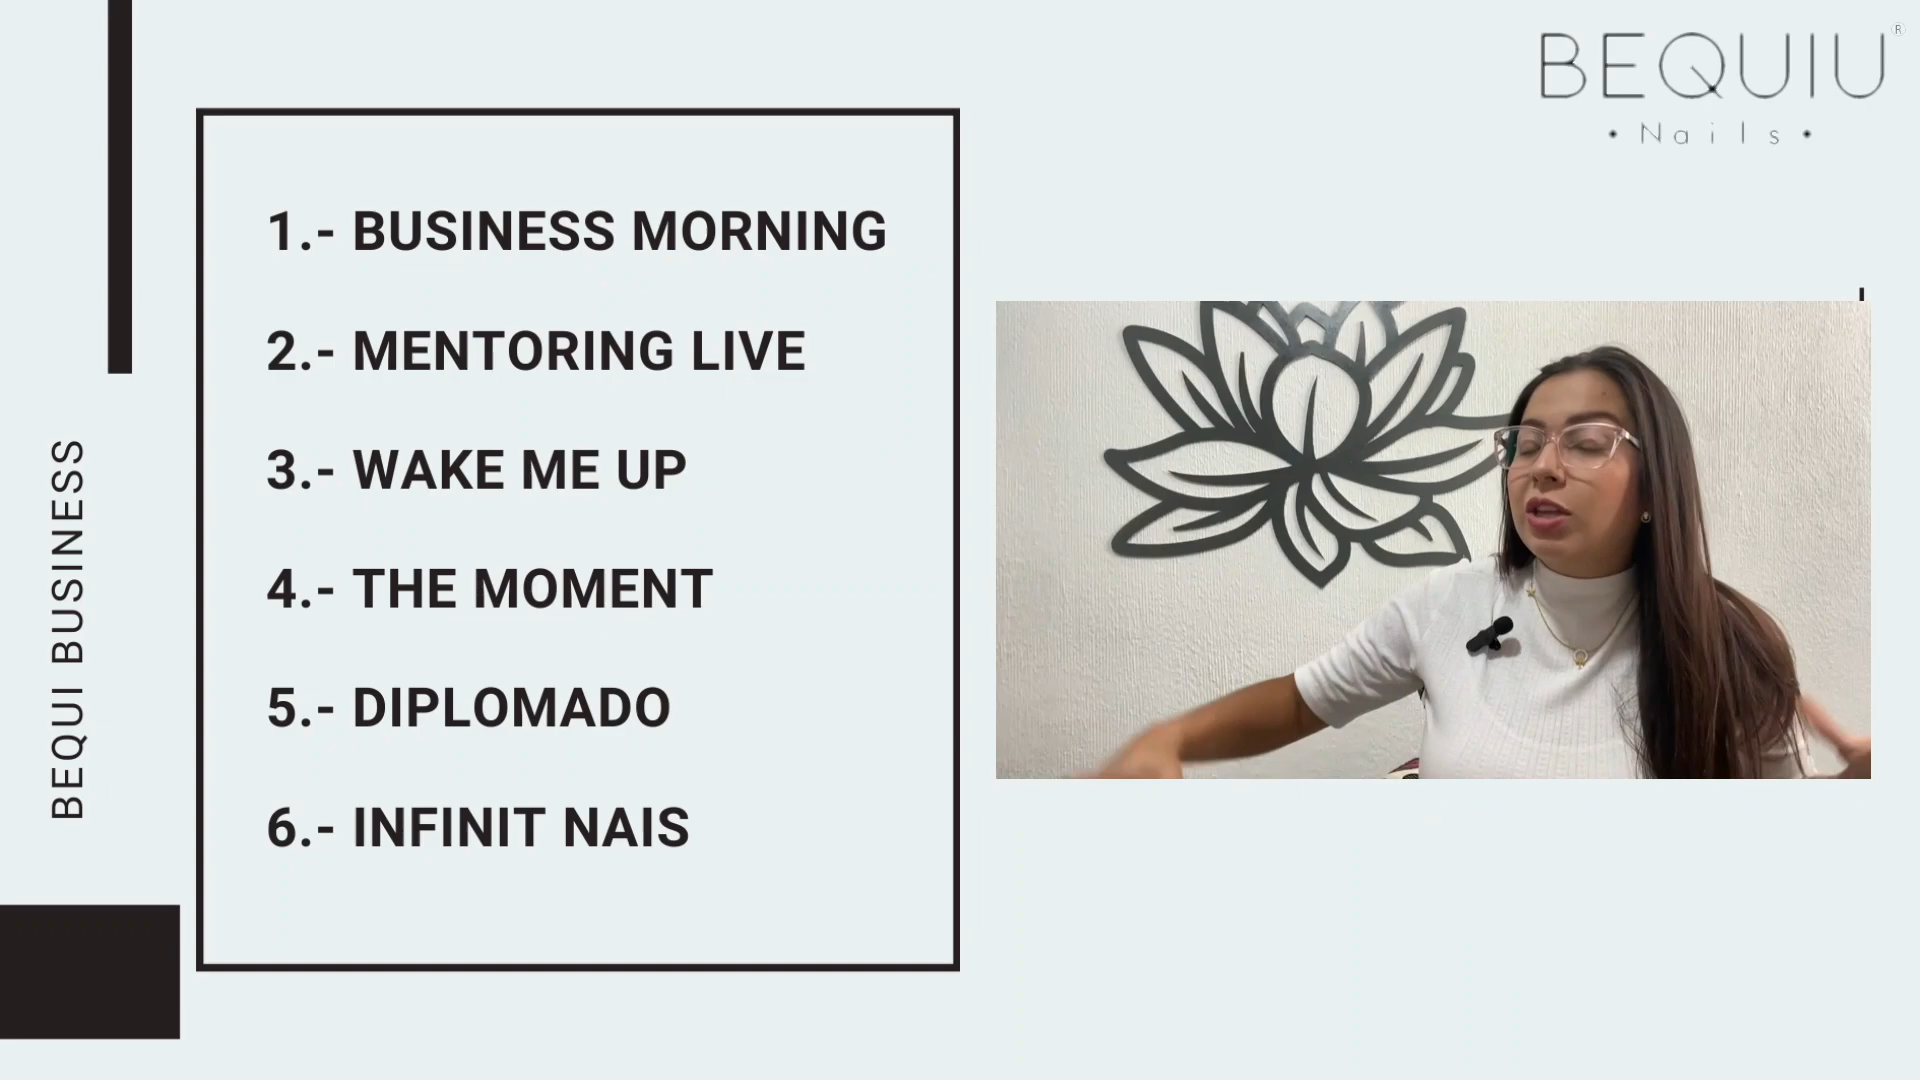 BEQUIU®
• Nails •
1.- BUSINESS MORNING
2.- MENTORING LIVE
3.- WAKE ME UP
4.- THE MOMENT
5.- DIPLOMADO
6.- INFINIT NAIS
BEQUI BUSINESS